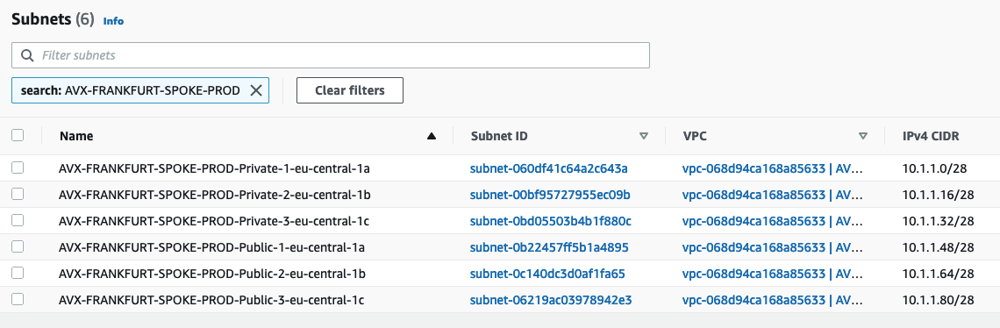 Subnets (6) Info
Filter subnets
search: AVX-FRANKFURT-SPOKE-PROD Clear filters
Name Subnet ID VPC IPv4 CIDR
AVX-FRANKFURT-SPOKE-PROD-Private-1-eu-central-1a subnet-060df41c64a2c643a vpc-068d94ca168a85633 | AV... 10.1.1.0/28
AVX-FRANKFURT-SPOKE-PROD-Private-2-eu-central-1b subnet-00bf95727955ec09b vpc-068d94ca168a85633 | AV... 10.1.1.16/28
AVX-FRANKFURT-SPOKE-PROD-Private-3-eu-central-1c subnet-0bd05503b4b1f880c vpc-068d94ca168a85633 | AV... 10.1.1.32/28
AVX-FRANKFURT-SPOKE-PROD-Public-1-eu-central-1a subnet-0b22457ff5b1a4895 vpc-068d94ca168a85633 | AV... 10.1.1.48/28
AVX-FRANKFURT-SPOKE-PROD-Public-2-eu-central-1b subnet-0c140dc3d0af1fa65 vpc-068d94ca168a85633 | AV... 10.1.1.64/28
AVX-FRANKFURT-SPOKE-PROD-Public-3-eu-central-1c subnet-06219ac03978942e3 vpc-068d94ca168a85633 | AV... 10.1.1.80/28